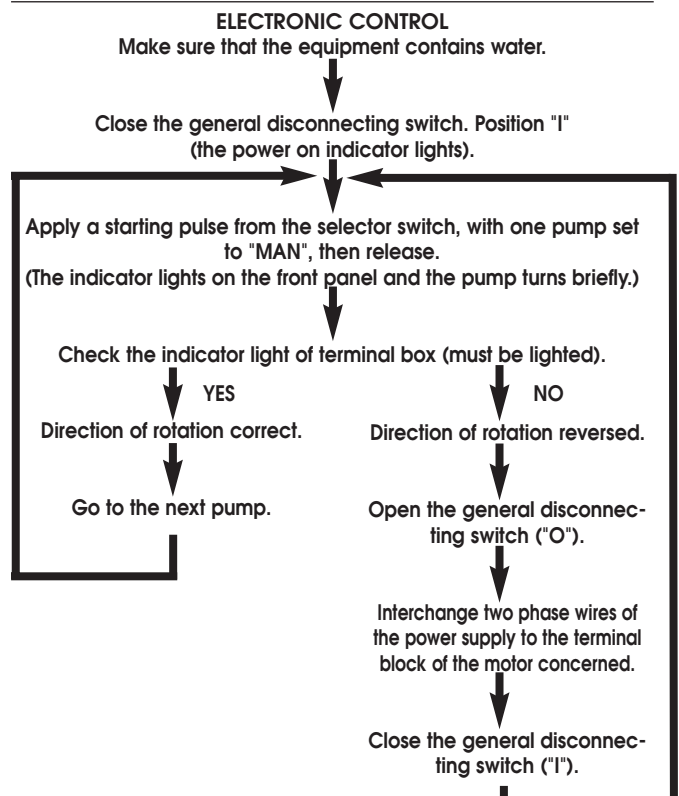 ELECTRONIC CONTROL
Make sure that the equipment contains water.
Close the general disconnecting switch. Position "I"
(the power on indicator lights).
Apply a starting pulse from the selector switch, with one pump set
to "MAN", then release.
(The indicator lights on the front panel and the pump turns briefly.)
Check the indicator light of terminal box (must be lighted).
YES
Direction of rotation correct.
Go to the next pump.
NO
Direction of rotation reversed.
Open the general disconnec-
ting switch ("O").
Interchange two phase wires of
the power supply to the terminal
block of the motor concerned.
Close the general disconnec-
ting switch ("I").